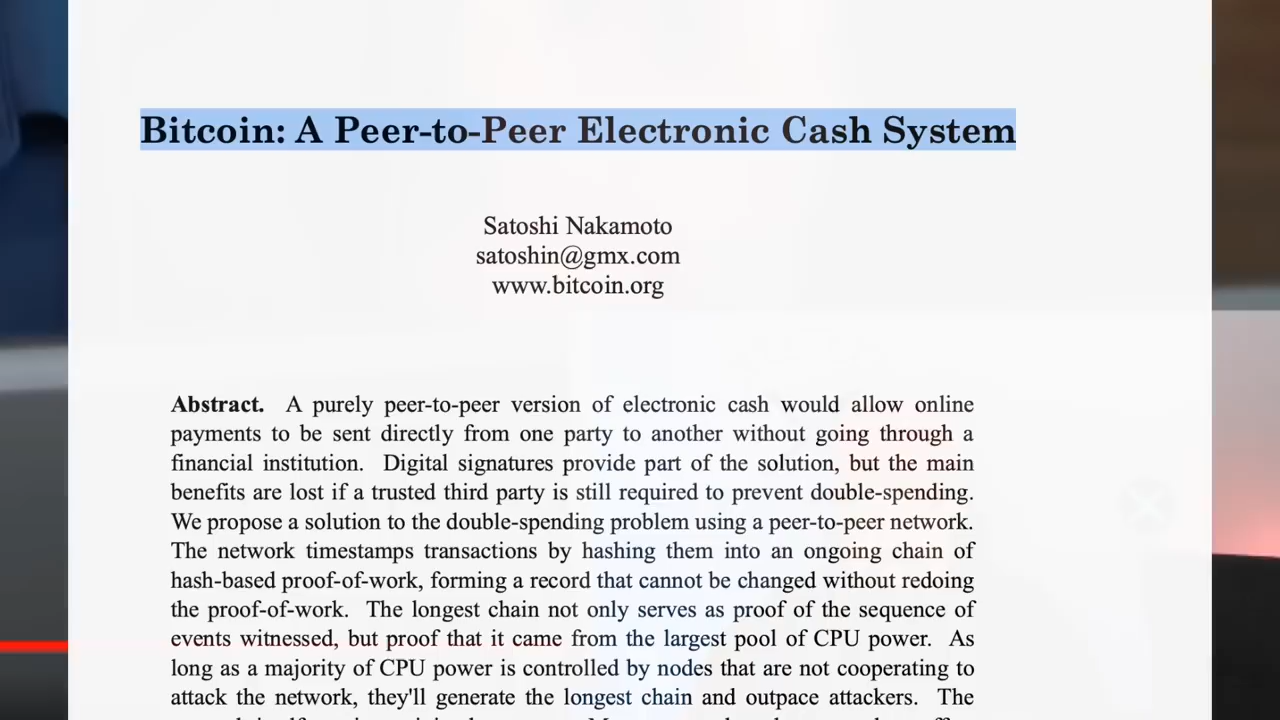 Bitcoin: A Peer-to-Peer Electronic Cash System
Satoshi Nakamoto
satoshin@gmx.com
www.bitcoin.org
Abstract. A purely peer-to-peer version of electronic cash would allow online
payments to be sent directly from one party to another without going through a
financial institution. Digital signatures provide part of the solution, but the main
benefits are lost if a trusted third party is still required to prevent double-spending.
We propose a solution to the double-spending problem using a peer-to-peer network.
The network timestamps transactions by hashing them into an ongoing chain of
hash-based proof-of-work, forming a record that cannot be changed without redoing
the proof-of-work. The longest chain not only serves as proof of the sequence of
events witnessed, but proof that it came from the largest pool of CPU power. As
long as a majority of CPU power is controlled by nodes that are not cooperating to
attack the network, they'll generate the longest chain and outpace attackers. The